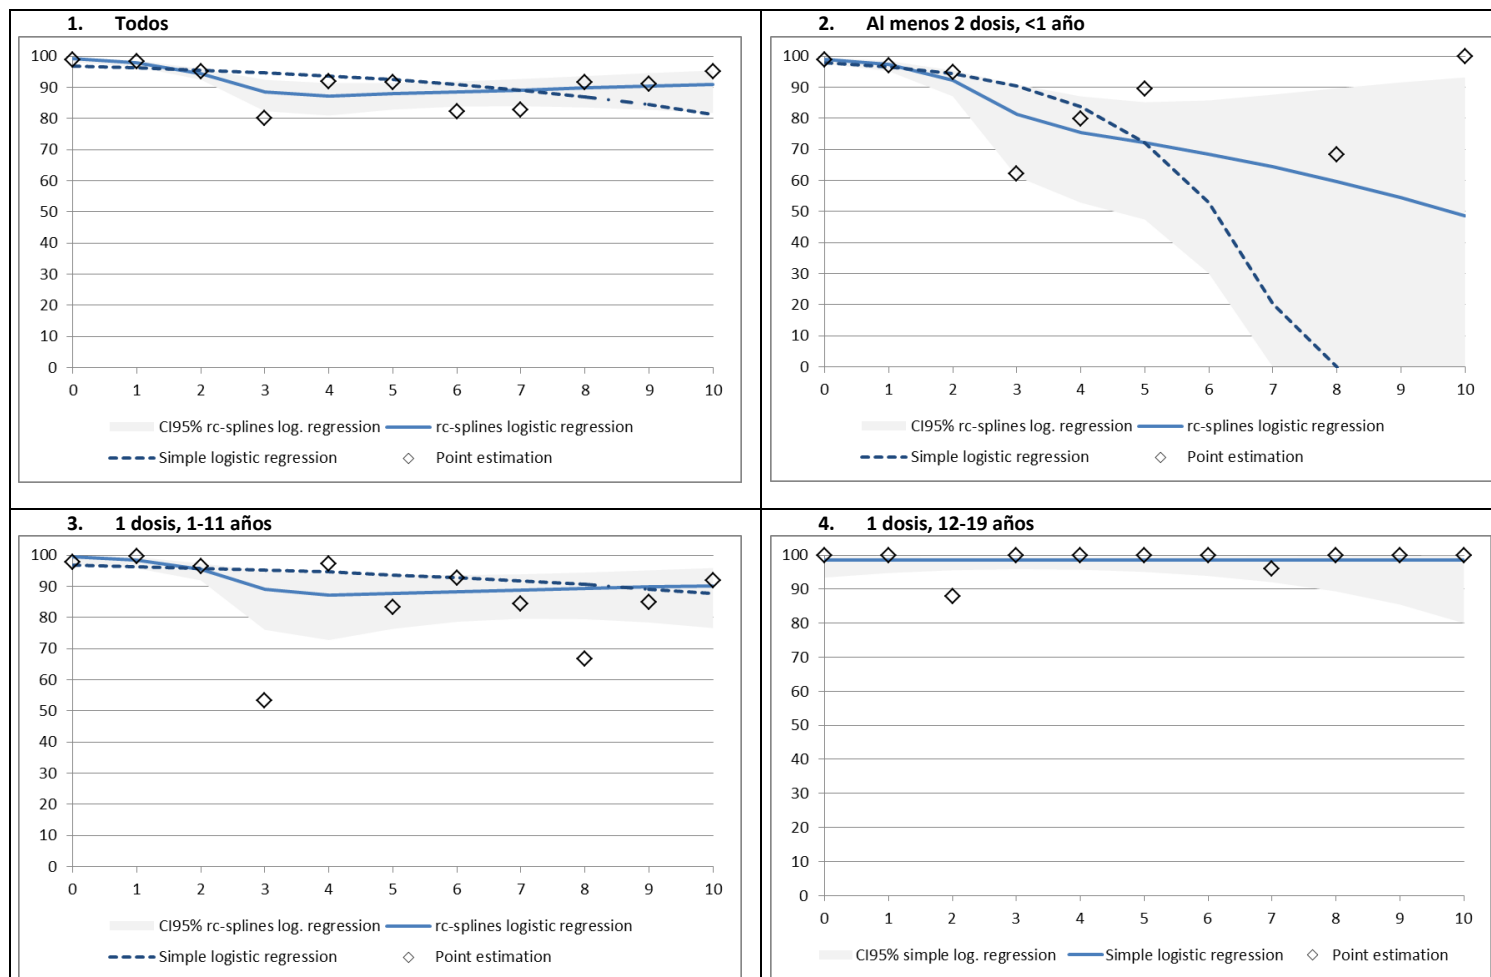 1. Todos
100
90
80
70
60
50
40
30
20
10
0
0 1 2 3 4 5 6 7 8 9 10
CI95% rc-splines log. regression rc-splines logistic regression
Simple logistic regression Point estimation
2. Al menos 2 dosis, <1 año
100
90
80
70
60
50
40
30
20
10
0
0 1 2 3 4 5 6 7 8 9 10
CI95% rc-splines log. regression rc-splines logistic regression
Simple logistic regression Point estimation
3. 1 dosis, 1-11 años
100
90
80
70
60
50
40
30
20
10
0
0 1 2 3 4 5 6 7 8 9 10
CI95% rc-splines log. regression rc-splines logistic regression
Simple logistic regression Point estimation
4. 1 dosis, 12-19 años
100
90
80
70
60
50
40
30
20
10
0
0 1 2 3 4 5 6 7 8 9 10
CI95% simple log. regression Simple logistic regression Point estimation